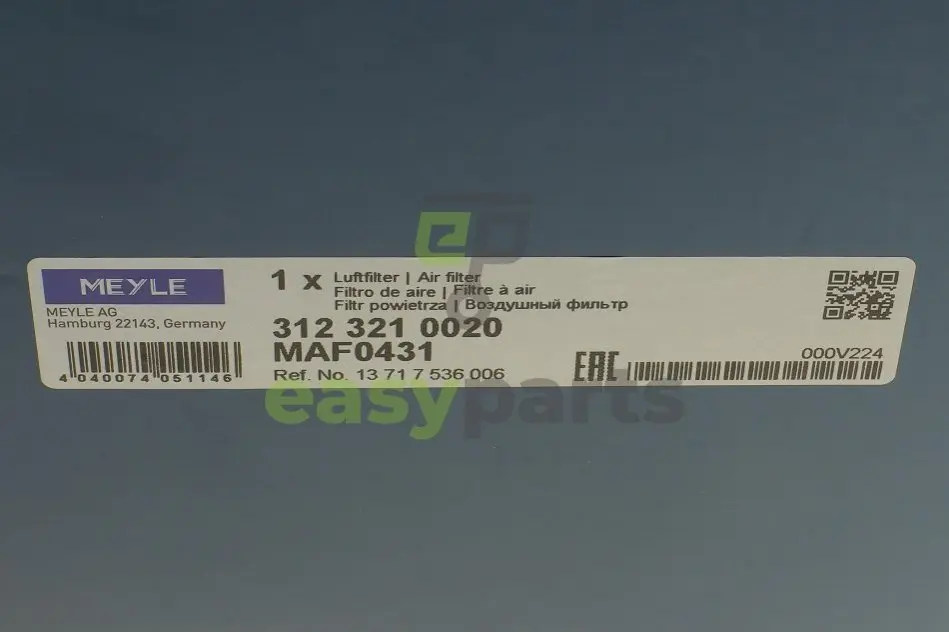 MEYLE
MEYLE AG
Hamburg 22143, Germany
4 040074 051146
1 x Luftfilter | Air filter
Filtro de aire | Filtre à air
Filtr powietrza | Воздушный фильтр
312 321 0020
MAF0431
Ref. No. 13 71 7 536 006
EAC
000V224
ep
easyparts